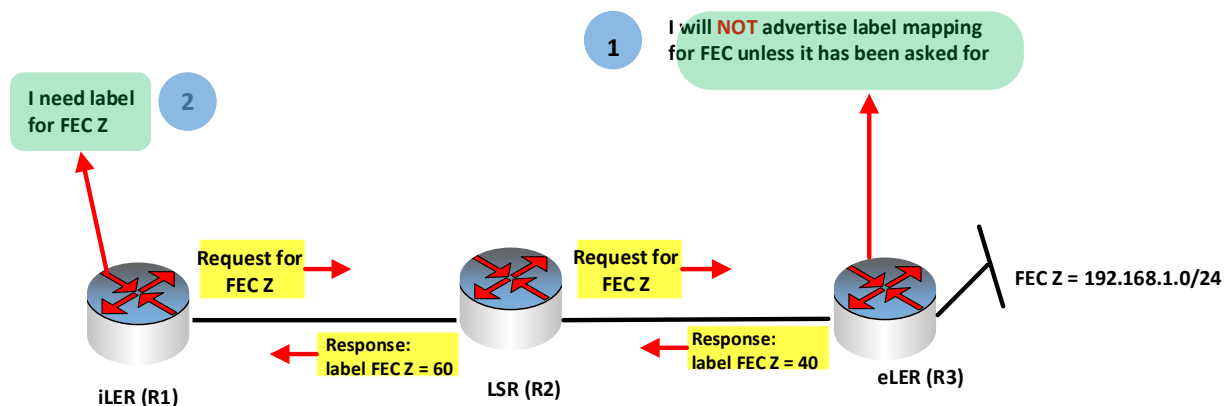 1
I will NOT advertise label mapping
for FEC unless it has been asked for
I need label
for FEC Z
2
Request for
FEC Z
Request for
FEC Z
FEC Z = 192.168.1.0/24
Response:
label FEC Z = 60
Response:
label FEC Z = 40
iLER (R1)
LSR (R2)
eLER (R3)